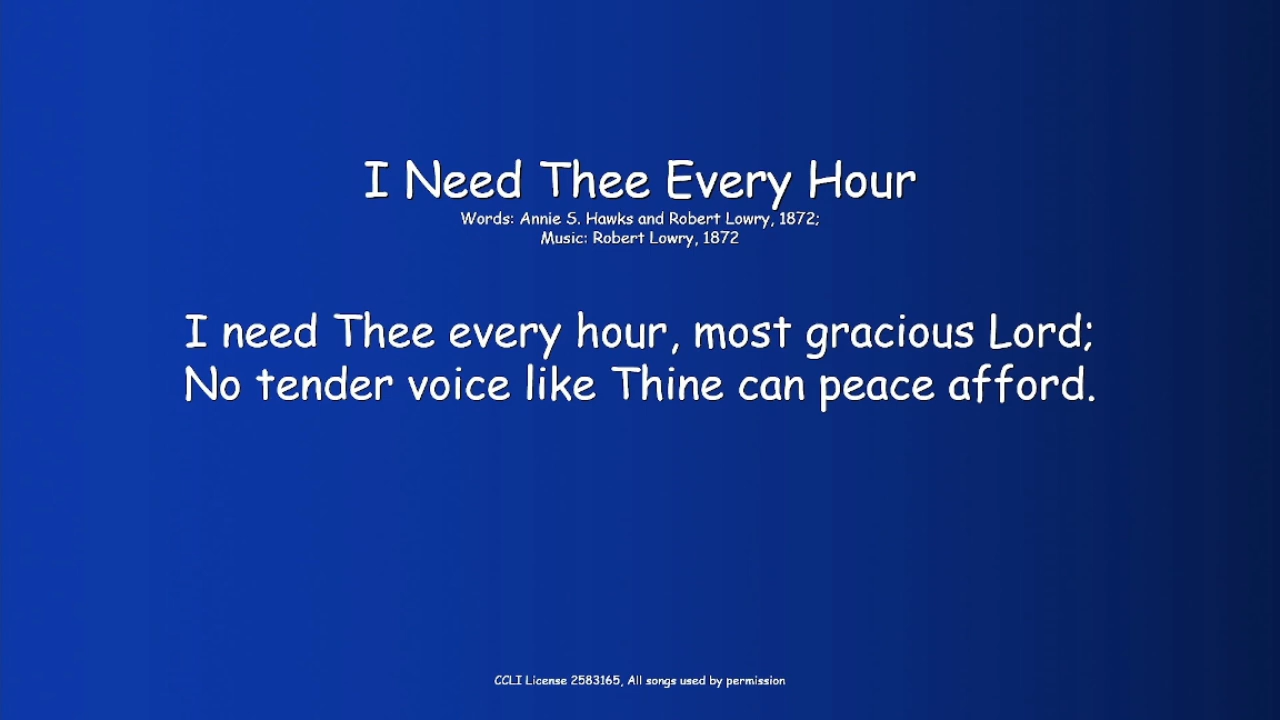 I Need Thee Every Hour
Words: Annie S. Hawks and Robert Lowry, 1872;
Music: Robert Lowry, 1872
I need Thee every hour, most gracious Lord;
No tender voice like Thine can peace afford.
CCLI License 2583165, All songs used by permission